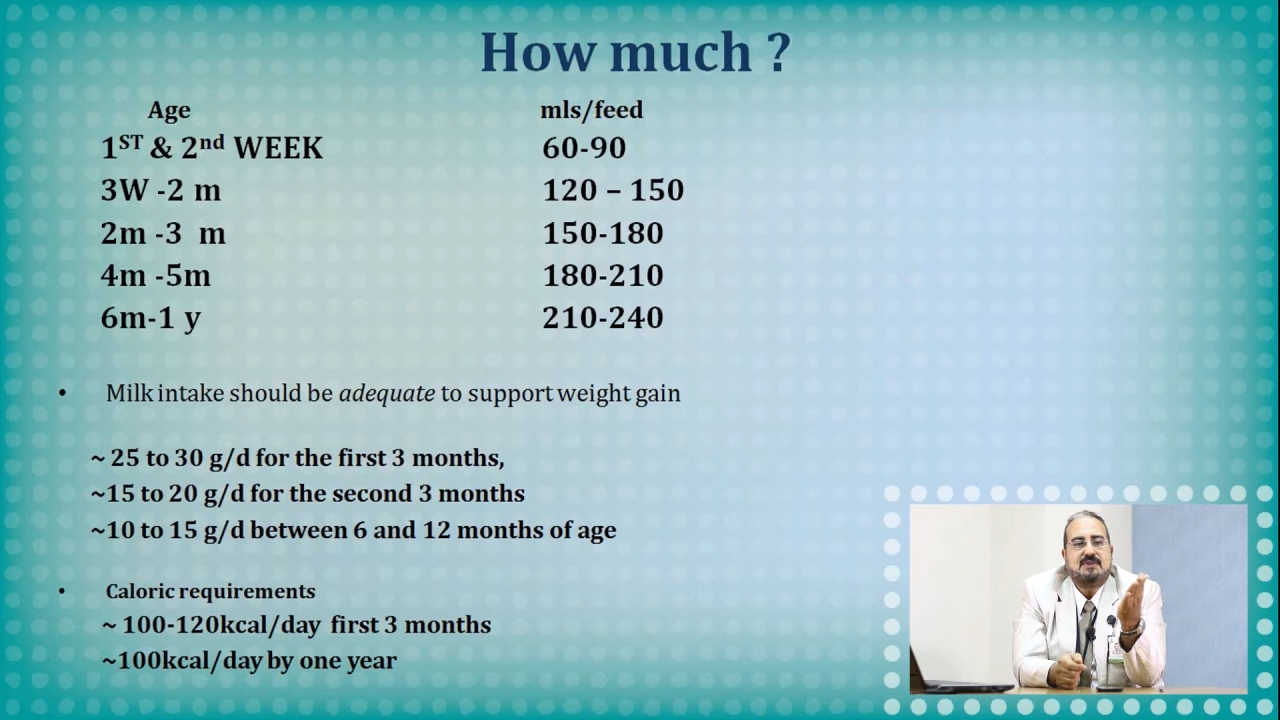 How much ?
Age mls/feed
1ST & 2nd WEEK 60-90
3W -2 m 120 – 150
2m -3 m 150-180
4m -5m 180-210
6m-1 y 210-240
• Milk intake should be adequate to support weight gain
~ 25 to 30 g/d for the first 3 months,
~15 to 20 g/d for the second 3 months
~10 to 15 g/d between 6 and 12 months of age
• Caloric requirements
~ 100-120kcal/day first 3 months
~100kcal/day by one year